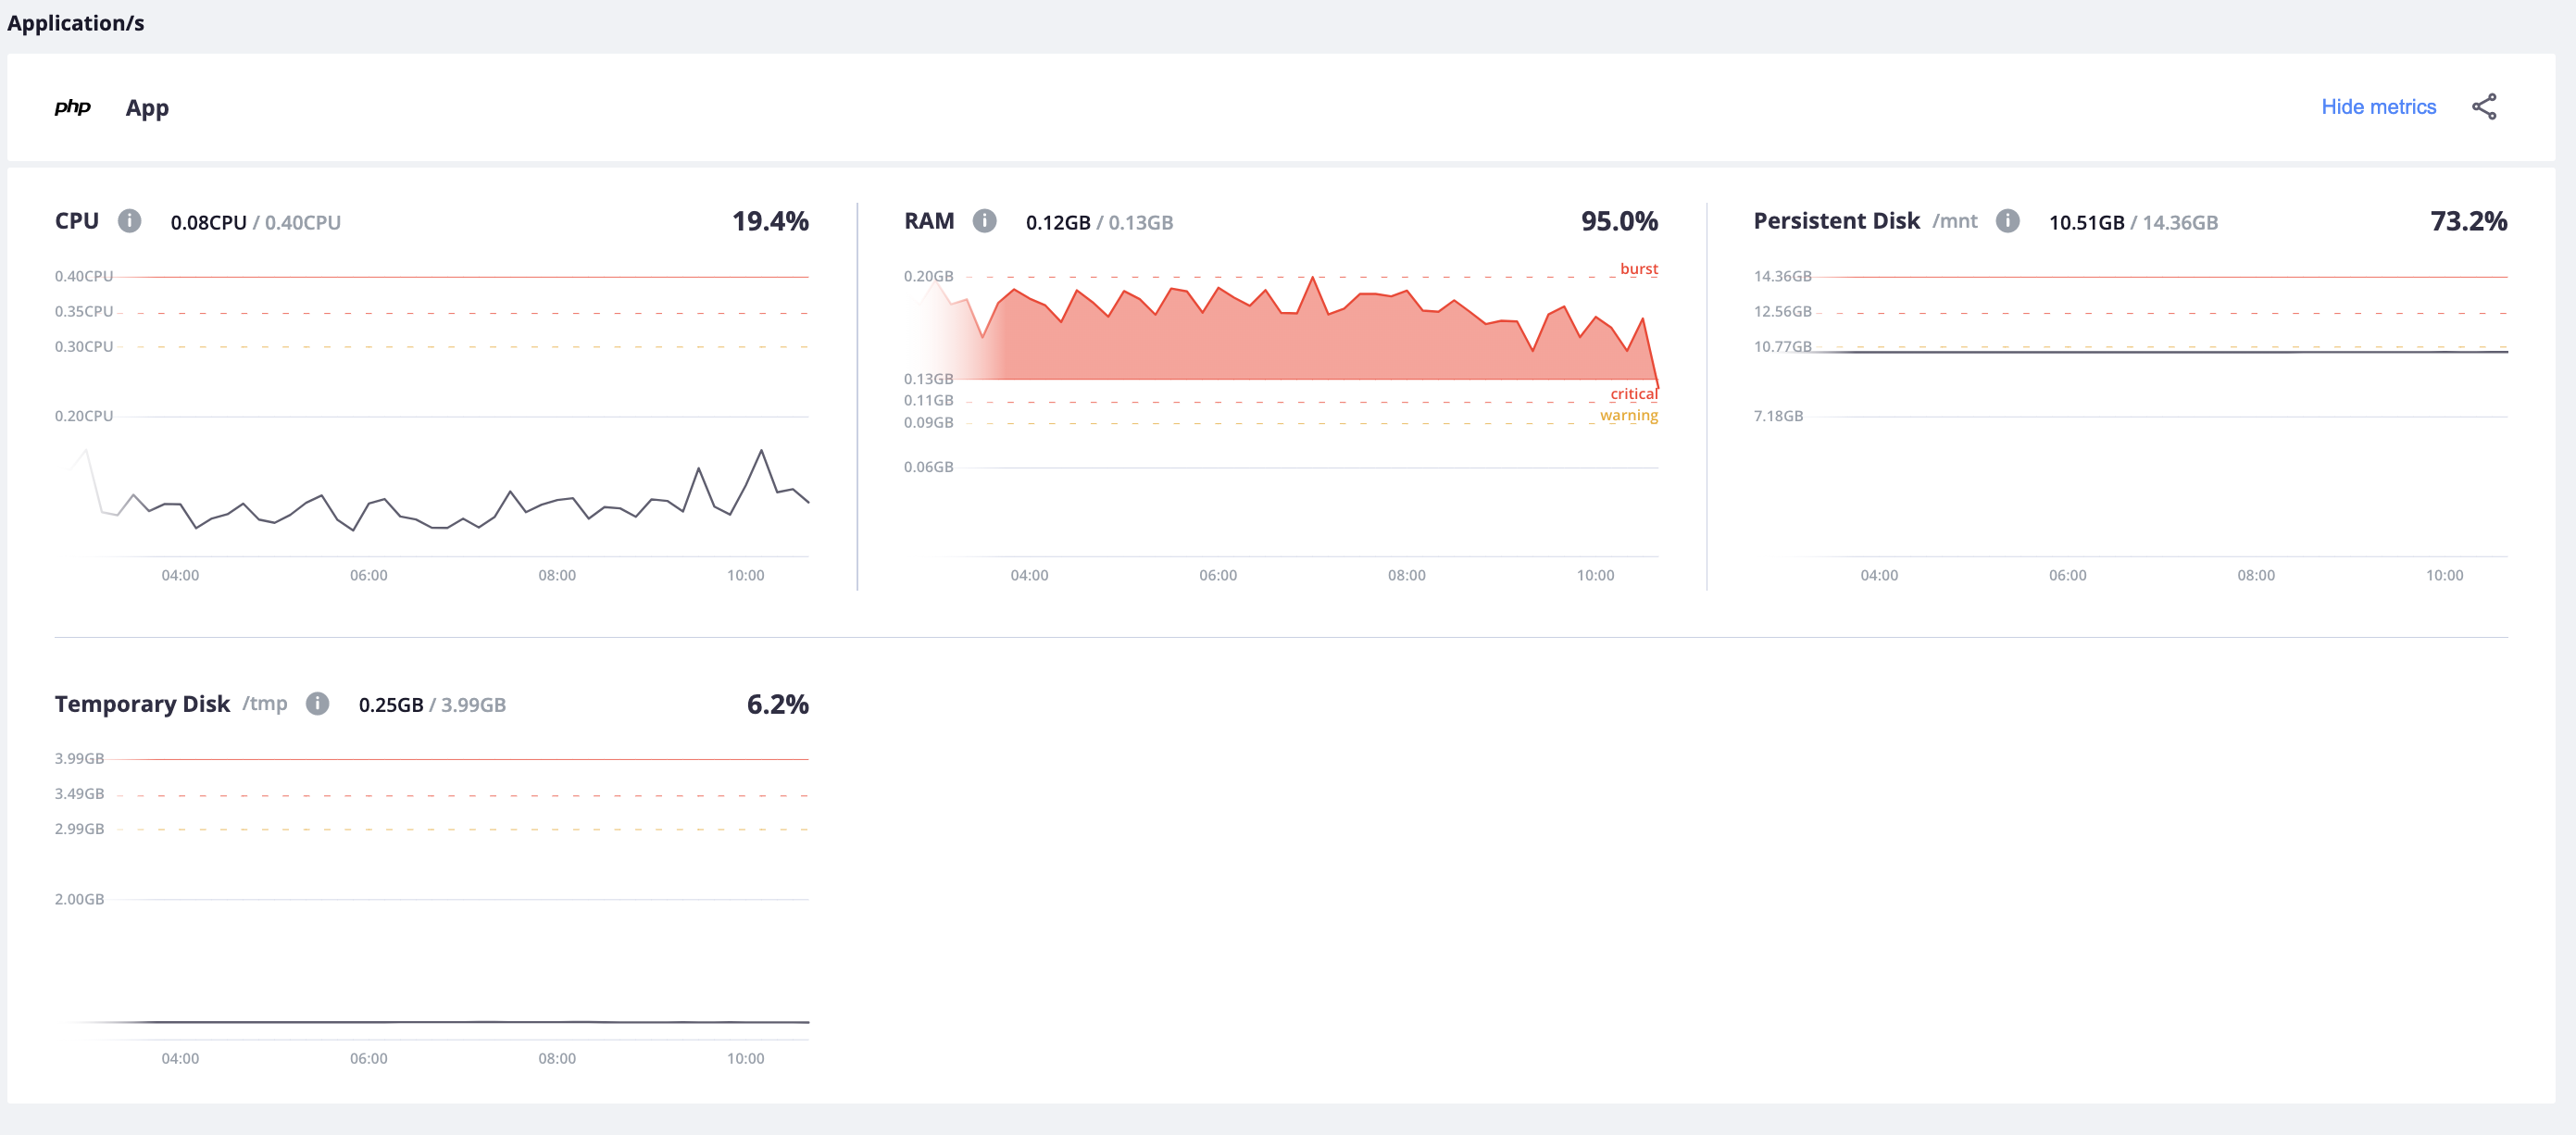 Application/s
php App Hide metrics
CPU i 0.08CPU / 0.40CPU 19.4%
0.40CPU
0.35CPU
0.30CPU
0.20CPU
04:00 06:00 08:00 10:00
RAM i 0.12GB / 0.13GB 95.0%
burst
0.20GB
0.13GB
critical
0.11GB
warning
0.09GB
0.06GB
04:00 06:00 08:00 10:00
Persistent Disk /mnt i 10.51GB / 14.36GB 73.2%
14.36GB
12.56GB
10.77GB
7.18GB
04:00 06:00 08:00 10:00
Temporary Disk /tmp i 0.25GB / 3.99GB 6.2%
3.99GB
3.49GB
2.99GB
2.00GB
04:00 06:00 08:00 10:00